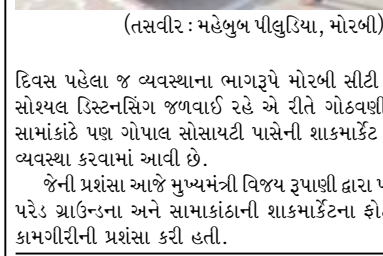 (તસવીર : મહેબુબ પીલુડિયા, મોરબી)
દિવસ પહેલા જ વ્યવસ્થાના ભાગરૂપે મોરબી સીટી
સોશ્યલ ડિસ્ટનસિંગ જળવાઈ રહે એ રીતે ગોઠવણી
સામાંકાંઠે પણ ગોપાલ સોસાયટી પાસેની શાકમાર્કેટ
વ્યવસ્થા કરવામાં આવી છે.
જેની પ્રશંસા આજે મુખ્યમંત્રી વિજય રૂપાણી દ્વારા
પરેડ ગ્રાઉન્ડના અને સામાકાંઠાની શાકમાર્કેટના
કામગીરીની પ્રશંસા કરી હતી.